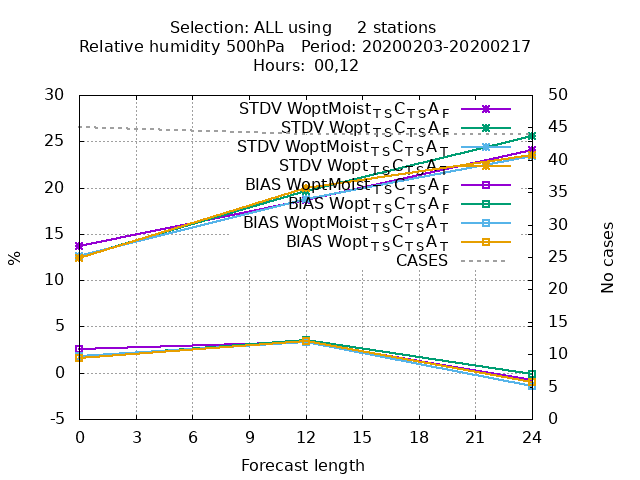 Selection: ALL using 2 stations
Relative humidity 500hPa Period: 20200203-20200217
Hours: 00,12
30 50
25 45
20 40
15 35
10 30
5 25
0 20
-5 15
10
5
0
STDV WoptMoistTSCTSAF
STDV WoptTSCTSAF
STDV WoptMoistTSCTSAT
STDV WoptTSCTSAT
BIAS WoptMoistTSCTSAF
BIAS WoptTSCTSAF
BIAS WoptMoistTSCTSAT
BIAS WoptTSCTSAT
CASES
%
No cases
0 3 6 9 12 15 18 21 24
Forecast length